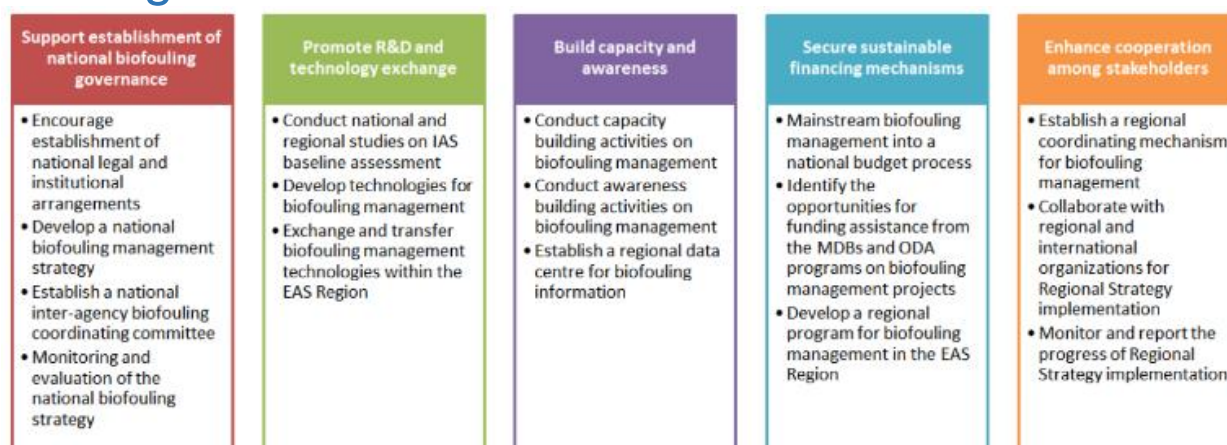 Support establishment of
national biofouling
governance
• Encourage
establishment of
national legal and
institutional
arrangements
• Develop a national
biofouling management
strategy
• Establish a national
inter-agency biofouling
coordinating committee
• Monitoring and
evaluation of the
national biofouling
strategy
Promote R&D and
technology exchange
• Conduct national and
regional studies on IAS
baseline assessment
• Develop technologies for
biofouling management
• Exchange and transfer
biofouling management
technologies within the
EAS Region
Build capacity and
awareness
• Conduct capacity
building activities on
biofouling management
• Conduct awareness
building activities on
biofouling management
• Establish a regional data
centre for biofouling
information
Secure sustainable
financing mechanisms
• Mainstream biofouling
management into a
national budget process
• Identify the
opportunities for
funding assistance from
the MDBs and ODA
programs on biofouling
management projects
• Develop a regional
program for biofouling
management in the EAS
Region
Enhance cooperation
among stakeholders
• Establish a regional
coordinating mechanism
for biofouling
management
• Collaborate with
regional and
international
organizations for
Regional Strategy
implementation
• Monitor and report the
progress of Regional
Strategy implementation